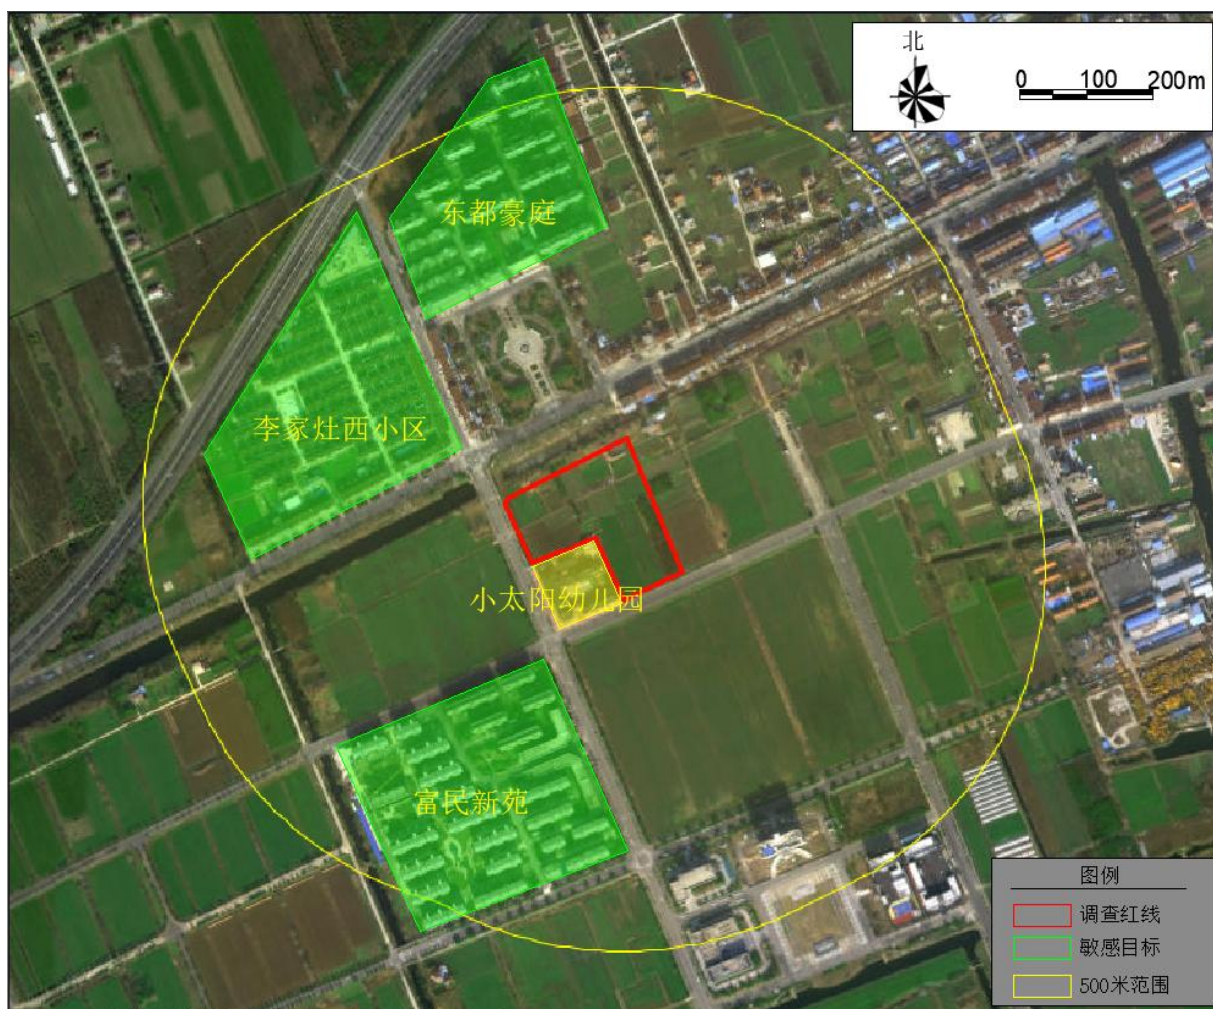 北
0 100 200m
东都豪庭
李家灶西小区
小太阳幼儿园
富民新苑
图例
调查红线
敏感目标
500米范围